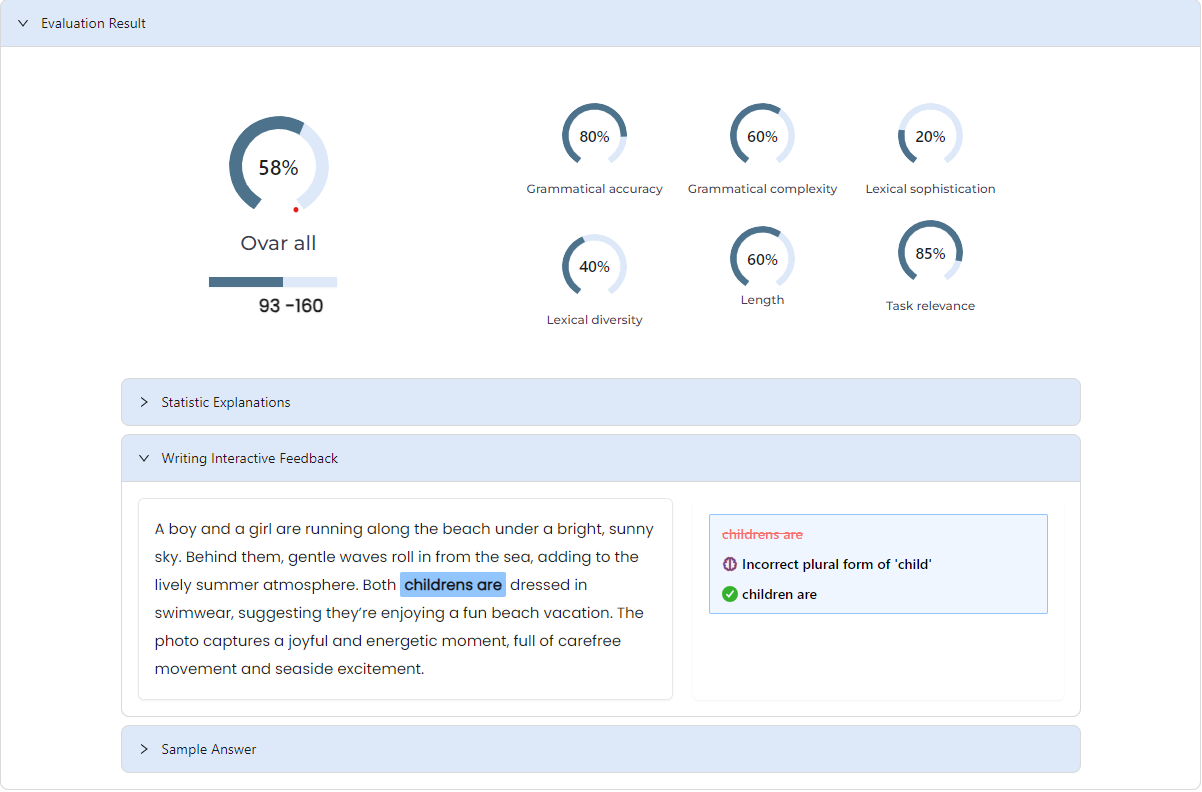 Evaluation Result
58%
Ovar all
93 -160
80%
60%
20%
Grammatical accuracy
Grammatical complexity
Lexical sophistication
40%
60%
85%
Lexical diversity
Length
Task relevance
Statistic Explanations
Writing Interactive Feedback
A boy and a girl are running along the beach under a bright, sunny
sky. Behind them, gentle waves roll in from the sea, adding to the
lively summer atmosphere. Both childrens are dressed in
swimwear, suggesting they’re enjoying a fun beach vacation. The
photo captures a joyful and energetic moment, full of carefree
movement and seaside excitement.
childrens are
Incorrect plural form of 'child'
children are
Sample Answer